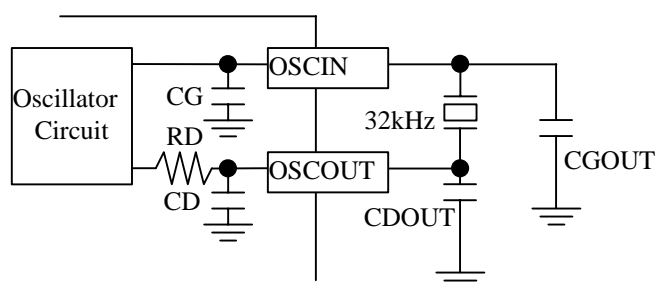 OSCIN
Oscillator
Circuit
CG
32kHz
RD
CGOUT
OSCOUT
CD
CDOUT